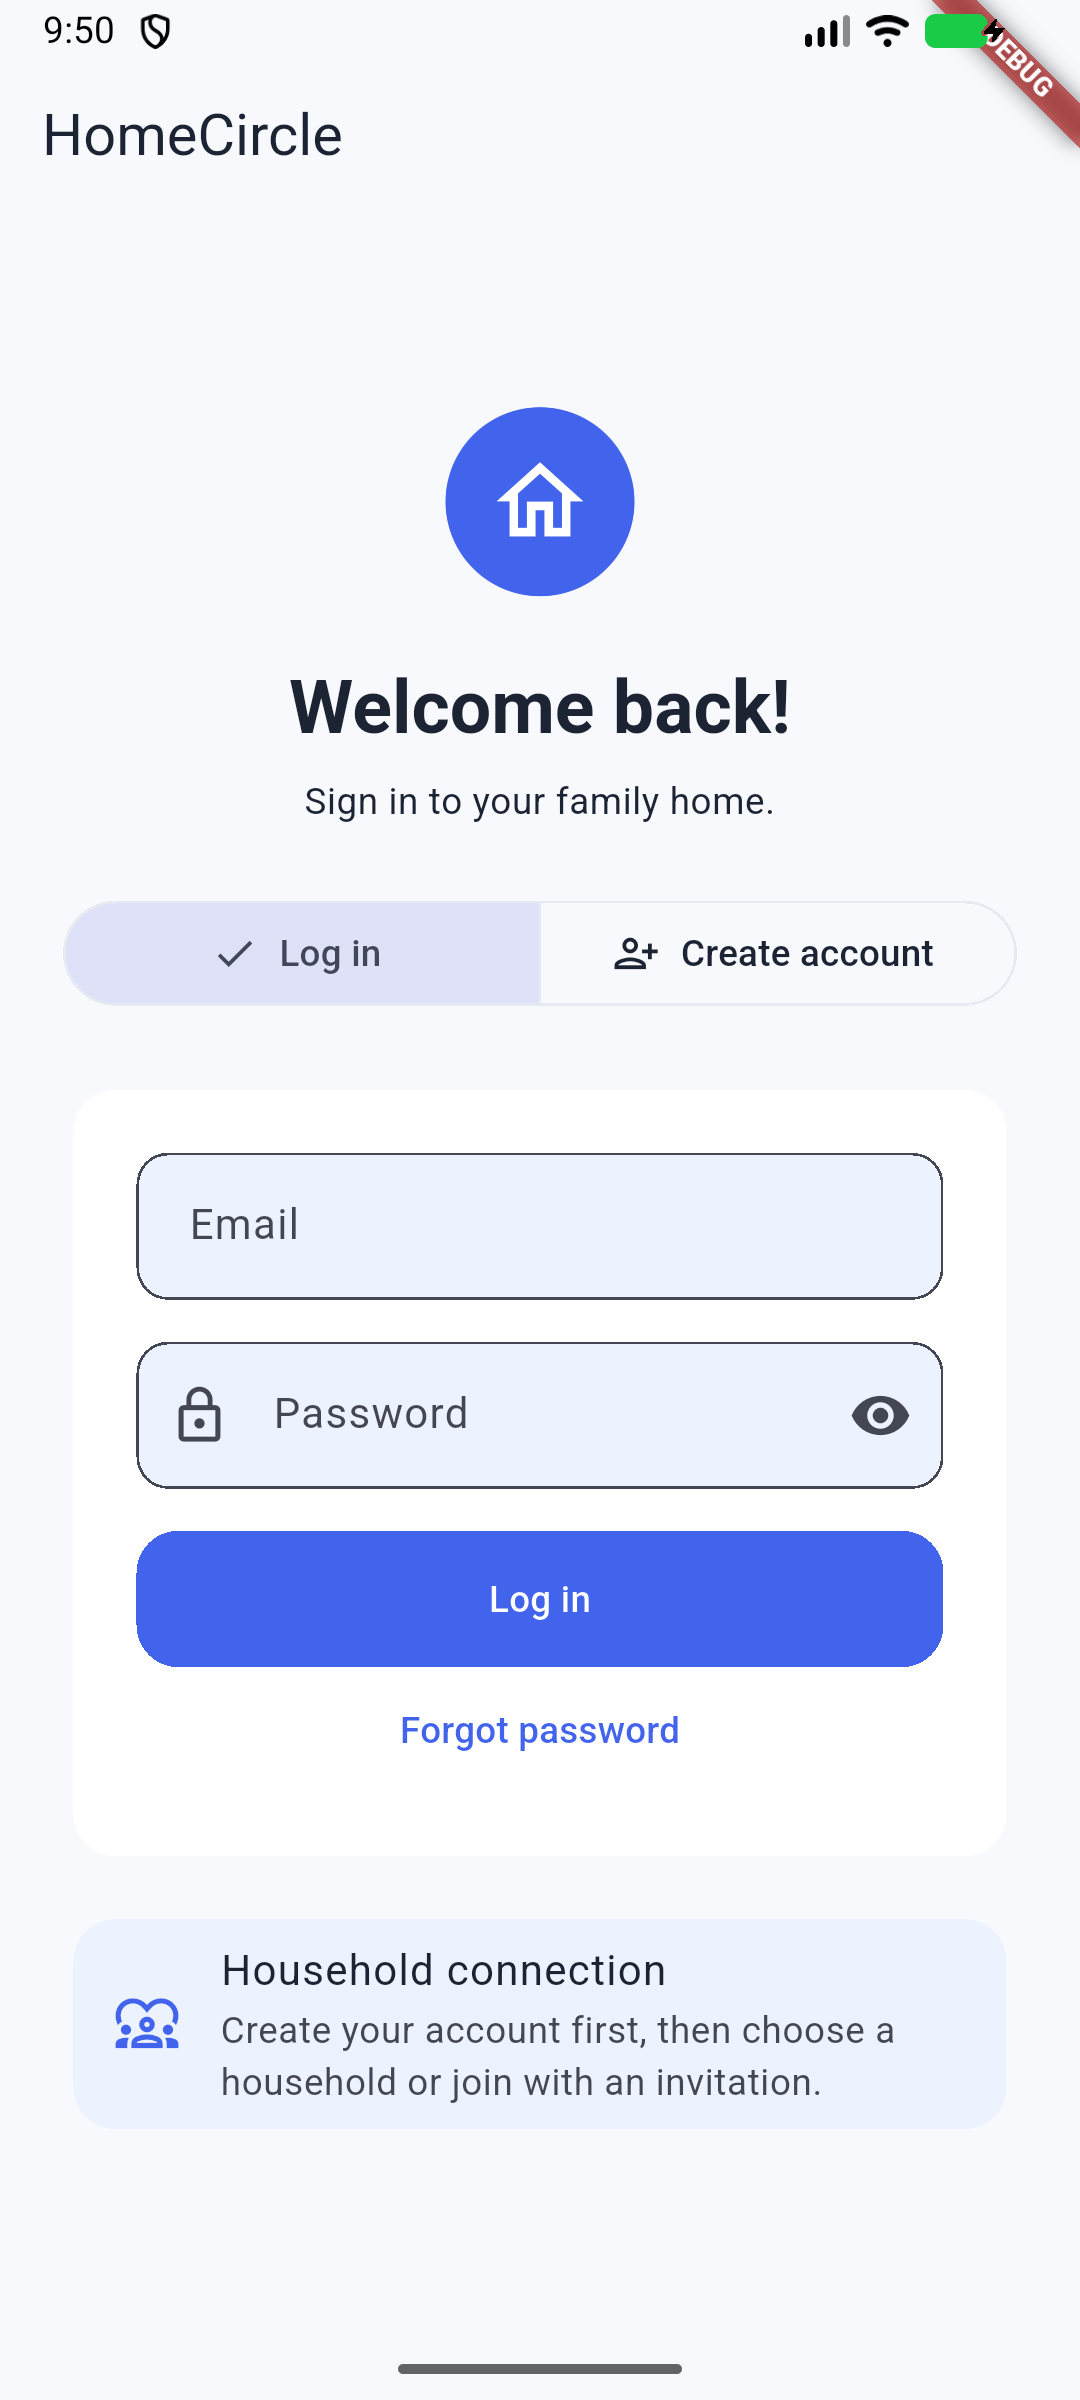 9:50
DEBUG
HomeCircle
Welcome back!
Sign in to your family home.
Log in
Create account
Email
Password
Log in
Forgot password
Household connection
Create your account first, then choose a
household or join with an invitation.